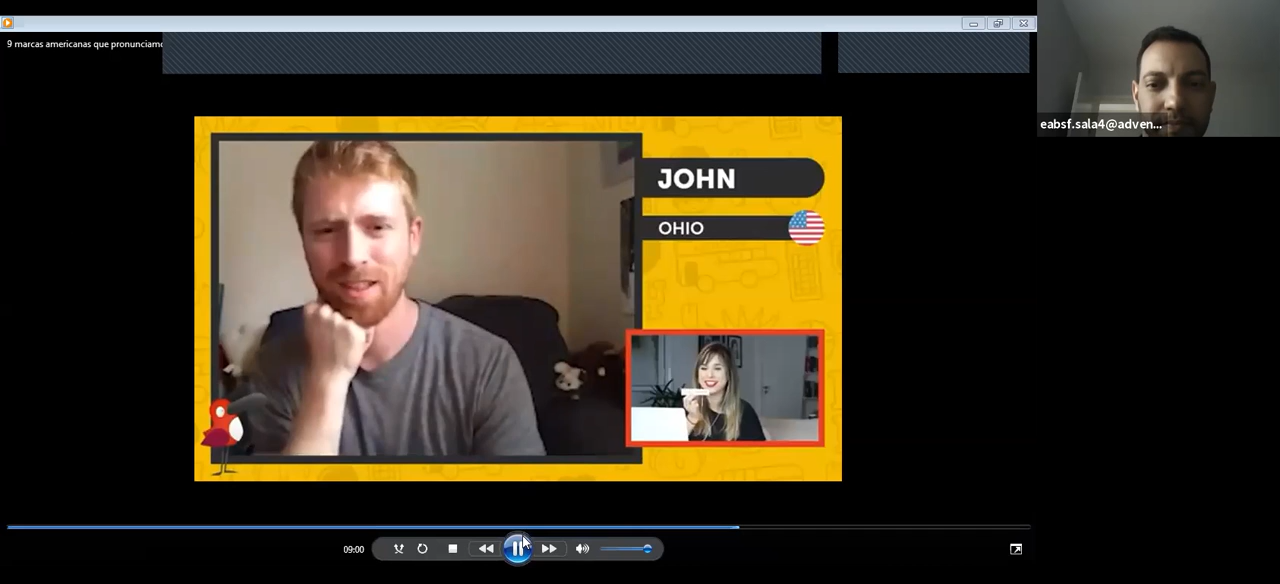 9 marcas americanas que pronunciamo
eabsf.sala4@adven...
JOHN
OHIO
09:00